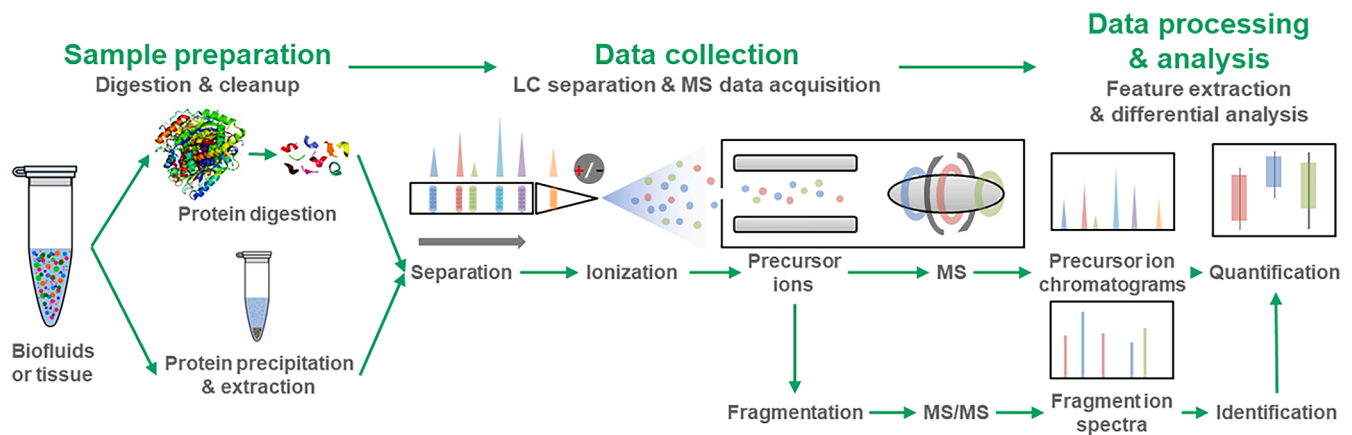 Sample preparation
Digestion & cleanup
Data collection
LC separation & MS data acquisition
Data processing
& analysis
Feature extraction
& differential analysis
Biofluids
or tissue
Protein digestion
Protein precipitation
& extraction
+/-
Separation
Ionization
Precursor
ions
MS
Precursor ion
chromatograms
Quantification
Fragmentation
MS/MS
Fragment ion
spectra
Identification